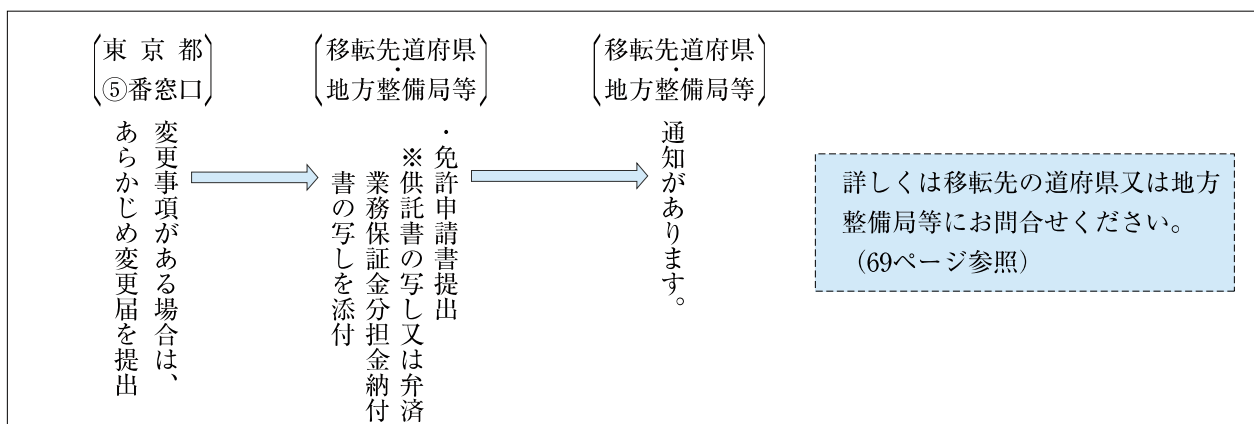 東京都
⑤番窓口
変更事項がある場合は、
あらかじめ変更届を提出
移転先道府県
・
地方整備局等
・免許申請書提出
※供託書の写し又は弁済
業務保証金分担金納付
書の写しを添付
移転先道府県
・
地方整備局等
通知があります。
詳しくは移転先の道府県又は地方
整備局等にお問合せください。
（69ページ参照）